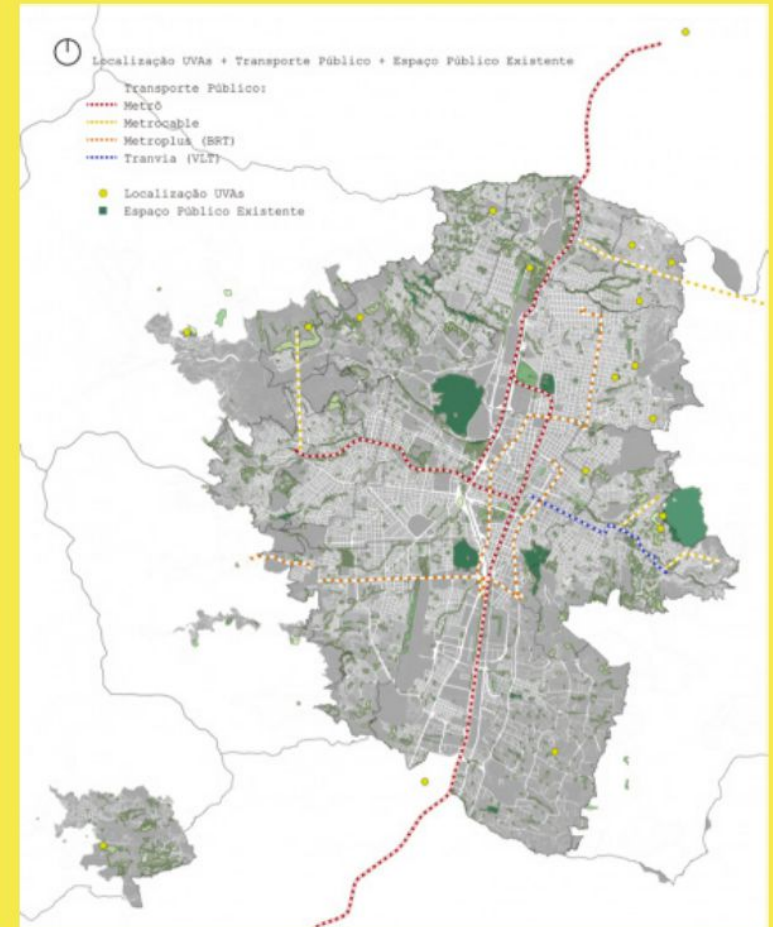 Localização UVAs + Transporte Público + Espaço Público Existente
Transporte Público:
Metrô
Metrocable
Metroplus (BRT)
Tranvia (VLT)
Localização UVAs
Espaço Público Existente